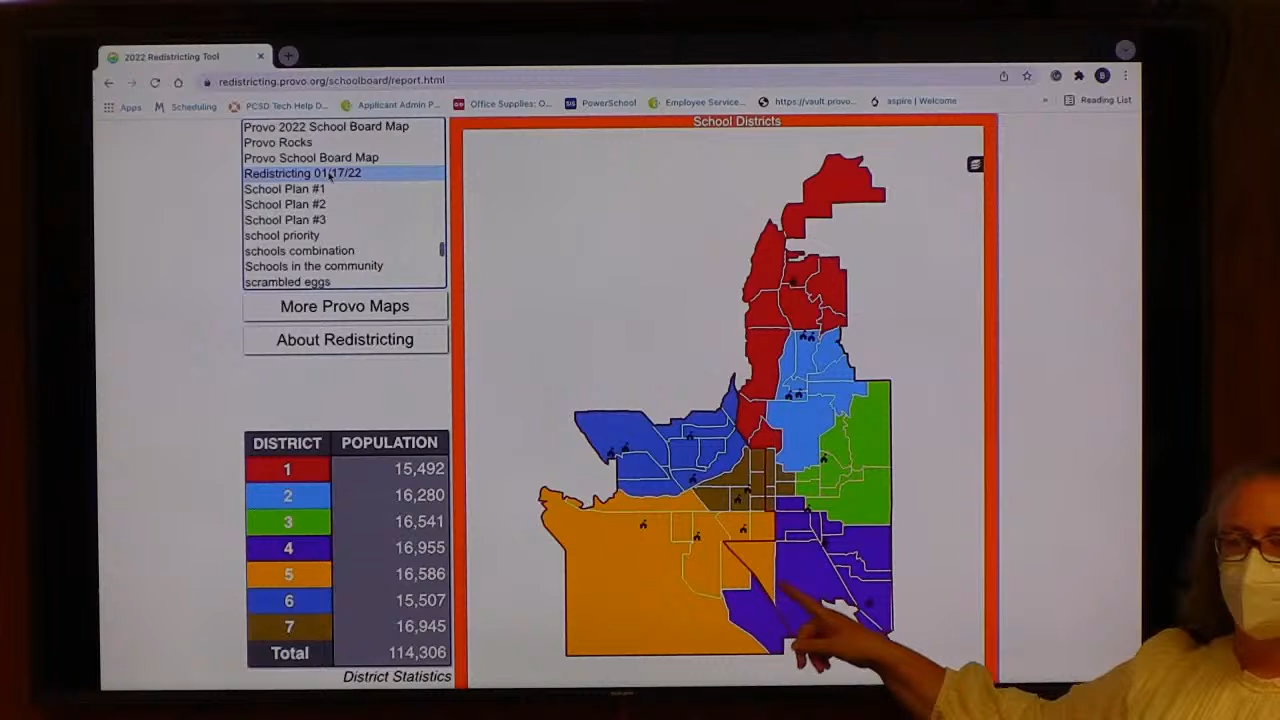 2022 Redistricting Tool
redistricting.provo.org/schoolboard/report.html
B
Apps
Scheduling
PCSD Tech Help D...
Applicant Admin P...
Office Supplies: O...
SIS PowerSchool
Employee Service...
https://vault.provo...
aspire | Welcome
»
Reading List
Provo 2022 School Board Map
Provo Rocks
Provo School Board Map
Redistricting 01/17/22
School Plan #1
School Plan #2
School Plan #3
school priority
schools combination
Schools in the community
scrambled eggs
More Provo Maps
About Redistricting
School Districts
DISTRICT POPULATION
1 15,492
2 16,280
3 16,541
4 16,955
5 16,586
6 15,507
7 16,945
Total 114,306
District Statistics